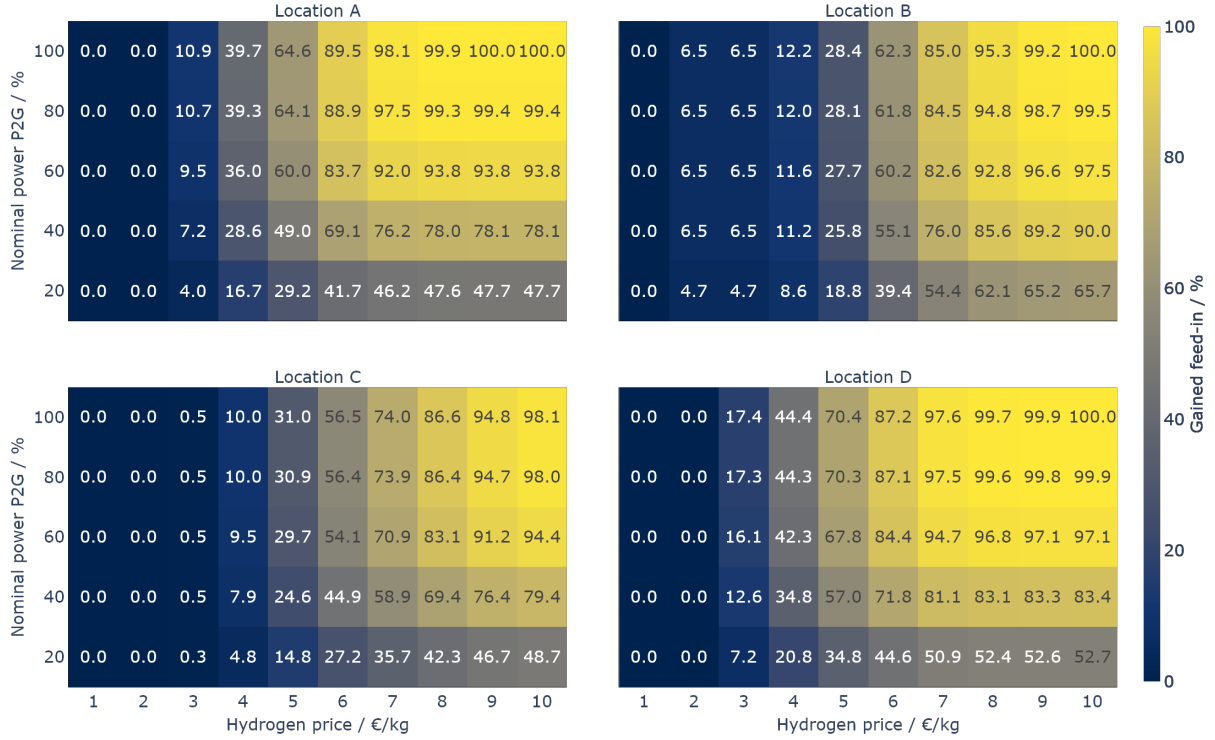 Location A
Location B
100 0.0 0.0 10.9 39.7 64.6 89.5 98.1 99.9 100.0 100.0
0.0 6.5 6.5 12.2 28.4 62.3 85.0 95.3 99.2 100.0
80 0.0 0.0 10.7 39.3 64.1 88.9 97.5 99.3 99.4 99.4
0.0 6.5 6.5 12.0 28.1 61.8 84.5 94.8 98.7 99.5
60 0.0 0.0 9.5 36.0 60.0 83.7 92.0 93.8 93.8 93.8
0.0 6.5 6.5 11.6 27.7 60.2 82.6 92.8 96.6 97.5
40 0.0 0.0 7.2 28.6 49.0 69.1 76.2 78.0 78.1 78.1
0.0 6.5 6.5 11.2 25.8 55.1 76.0 85.6 89.2 90.0
20 0.0 0.0 4.0 16.7 29.2 41.7 46.2 47.6 47.7 47.7
0.0 4.7 4.7 8.6 18.8 39.4 54.4 62.1 65.2 65.7
Nominal power P2G / %
Location C
Location D
100 0.0 0.0 0.5 10.0 31.0 56.5 74.0 86.6 94.8 98.1
0.0 0.0 17.4 44.4 70.4 87.2 97.6 99.7 99.9 100.0
80 0.0 0.0 0.5 10.0 30.9 56.4 73.9 86.4 94.7 98.0
0.0 0.0 17.3 44.3 70.3 87.1 97.5 99.6 99.8 99.9
60 0.0 0.0 0.5 9.5 29.7 54.1 70.9 83.1 91.2 94.4
0.0 0.0 16.1 42.3 67.8 84.4 94.7 96.8 97.1 97.1
40 0.0 0.0 0.5 7.9 24.6 44.9 58.9 69.4 76.4 79.4
0.0 0.0 12.6 34.8 57.0 71.8 81.1 83.1 83.3 83.4
20 0.0 0.0 0.3 4.8 14.8 27.2 35.7 42.3 46.7 48.7
0.0 0.0 7.2 20.8 34.8 44.6 50.9 52.4 52.6 52.7
Nominal power P2G / %
1 2 3 4 5 6 7 8 9 10
1 2 3 4 5 6 7 8 9 10
Hydrogen price / €/kg
Hydrogen price / €/kg
100
80
60
40
20
0
Gained feed-in / %